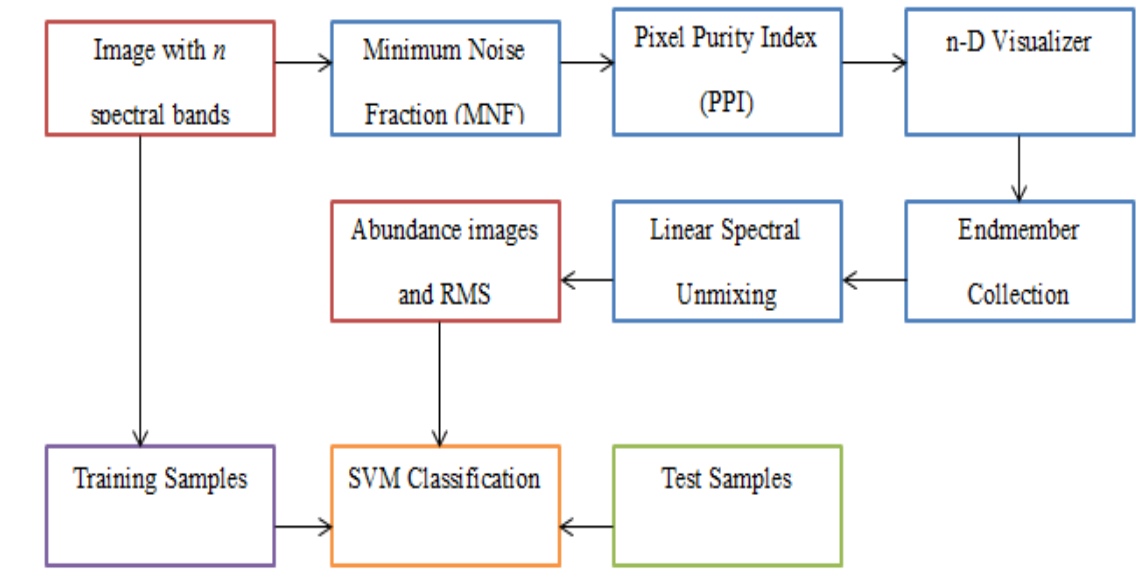 Image with n
spectral bands
Minimum Noise
Fraction (MNF)
Pixel Purity Index
(PPI)
n-D Visualizer
Abundance images
and RMS
Linear Spectral
Unmixing
Endmember
Collection
Training Samples
SVM Classification
Test Samples